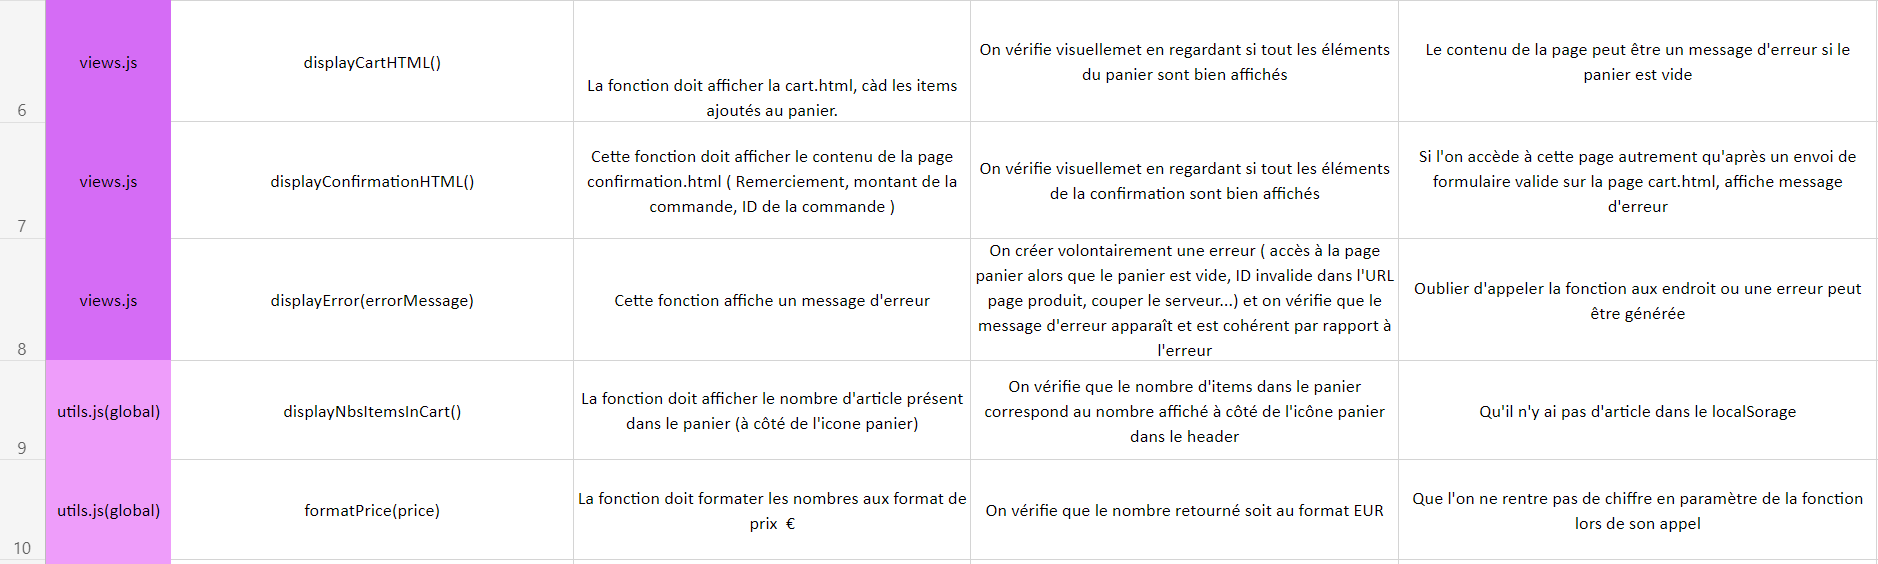 6
views.js
displayCartHTML()
La fonction doit afficher la cart.html, càd les items
ajoutés au panier.
On vérifie visuellemet en regardant si tout les éléments
du panier sont bien affichés
Le contenu de la page peut être un message d'erreur si le
panier est vide
7
views.js
displayConfirmationHTML()
Cette fonction doit afficher le contenu de la page
confirmation.html ( Remerciement, montant de la
commande, ID de la commande )
On vérifie visuellemet en regardant si tout les éléments
de la confirmation sont bien affichés
Si l'on accède à cette page autrement qu'après un envoi de
formulaire valide sur la page cart.html, affiche message
d'erreur
8
views.js
displayError(errorMessage)
Cette fonction affiche un message d'erreur
On créer volontairement une erreur ( accès à la page
panier alors que le panier est vide, ID invalide dans l'URL
page produit, couper le serveur...) et on vérifie que le
message d'erreur apparaît et est cohérent par rapport à
l'erreur
Oublier d'appeler la fonction aux endroit ou une erreur peut
être générée
9
utils.js(global)
displayNbsItemsInCart()
La fonction doit afficher le nombre d'article présent
dans le panier (à côté de l'icone panier)
On vérifie que le nombre d'items dans le panier
correspond au nombre affiché à côté de l'icône panier
dans le header
Qu'il n'y ai pas d'article dans le localSorage
10
utils.js(global)
formatPrice(price)
La fonction doit formater les nombres aux format de
prix  €
On vérifie que le nombre retourné soit au format EUR
Que l'on ne rentre pas de chiffre en paramètre de la fonction
lors de son appel